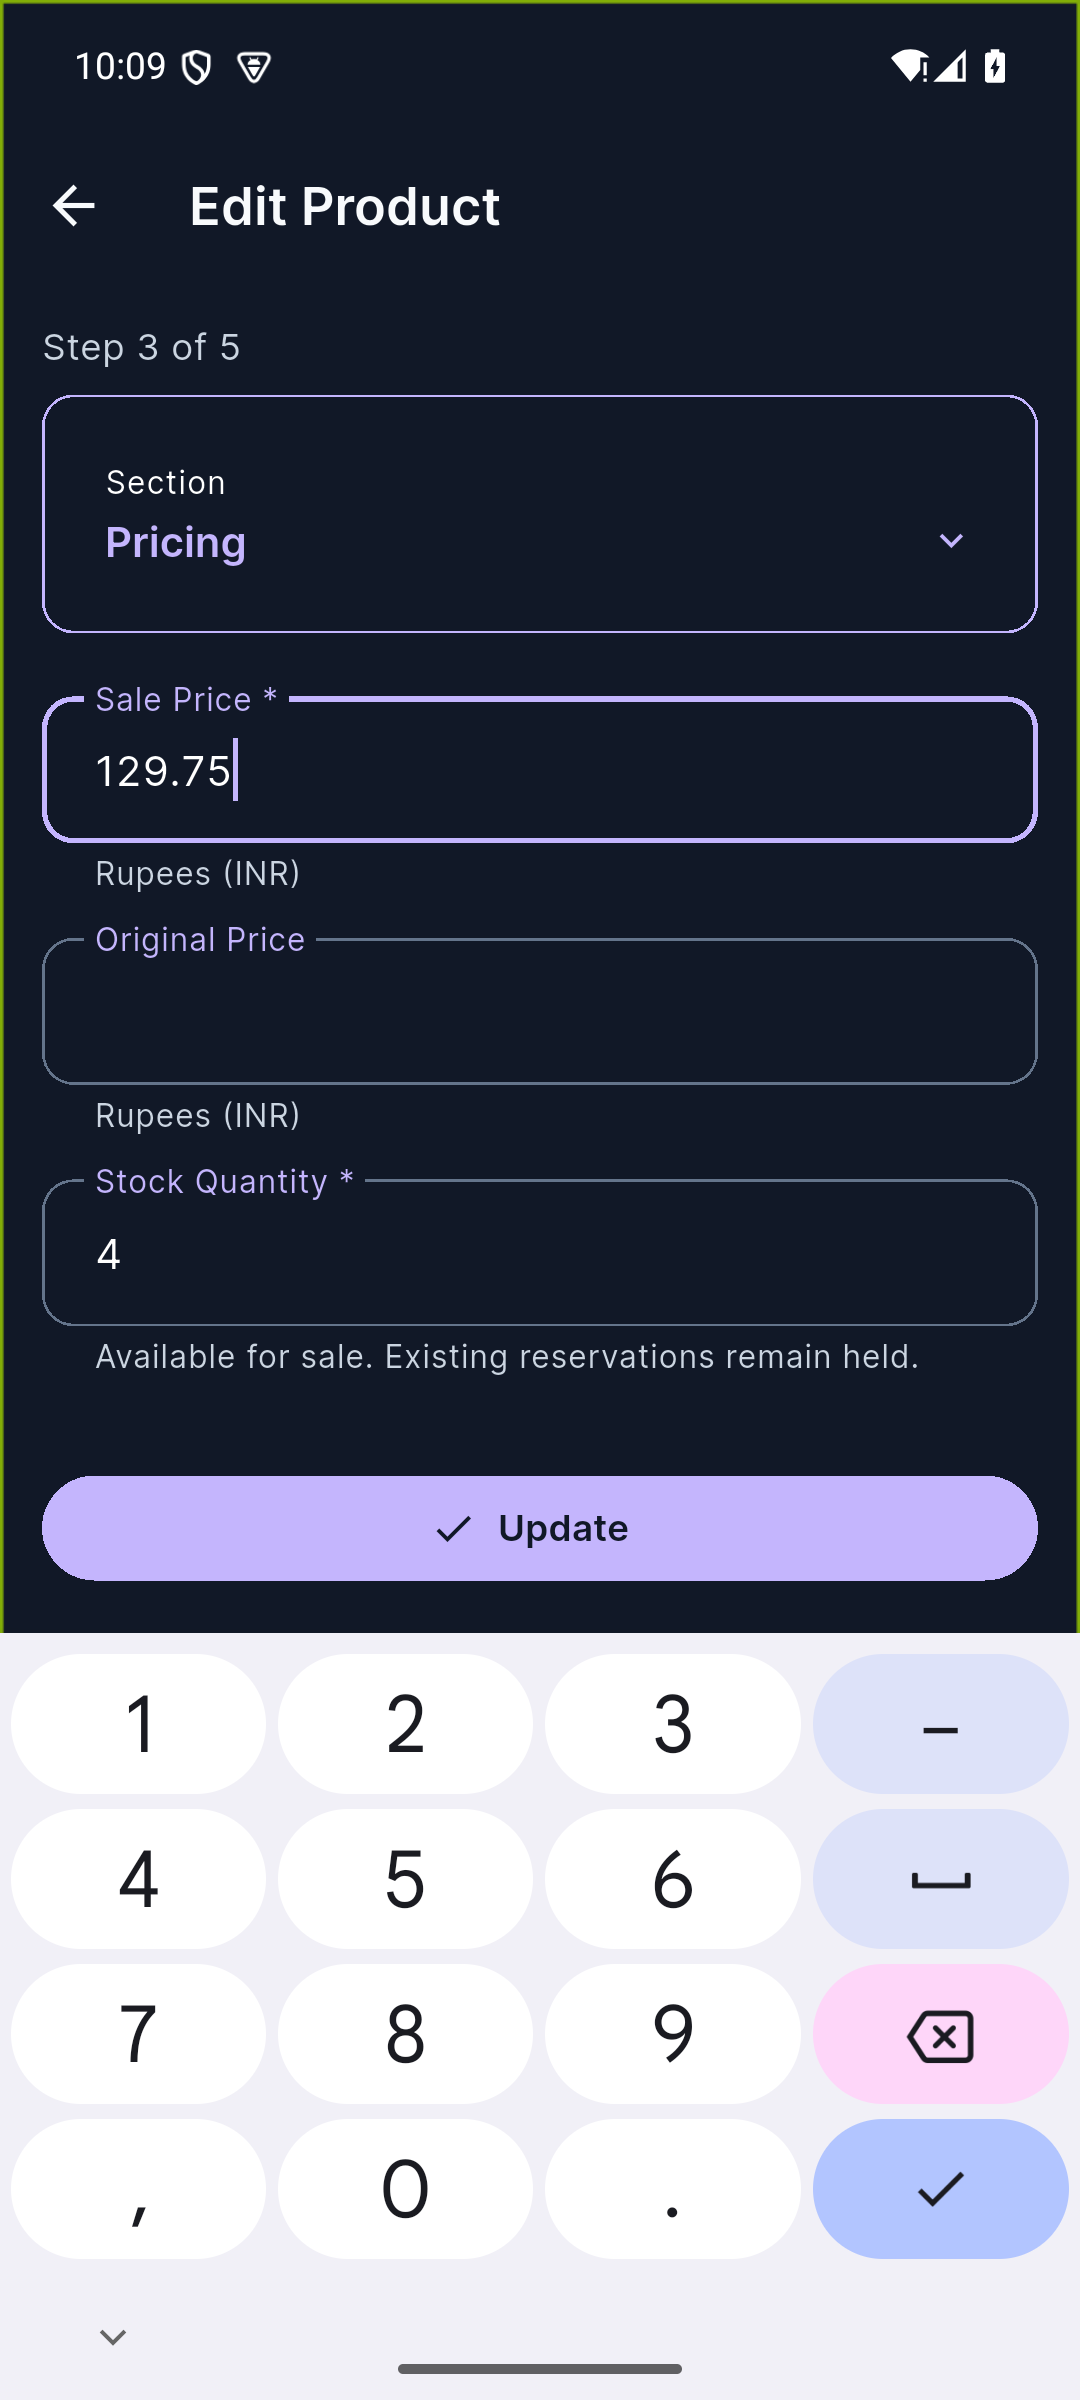 10:09
Edit Product
Step 3 of 5
Section
Pricing
Sale Price *
129.75
Rupees (INR)
Original Price
Rupees (INR)
Stock Quantity *
4
Available for sale. Existing reservations remain held.
Update
1 2 3 –
4 5 6
7 8 9
, 0 .